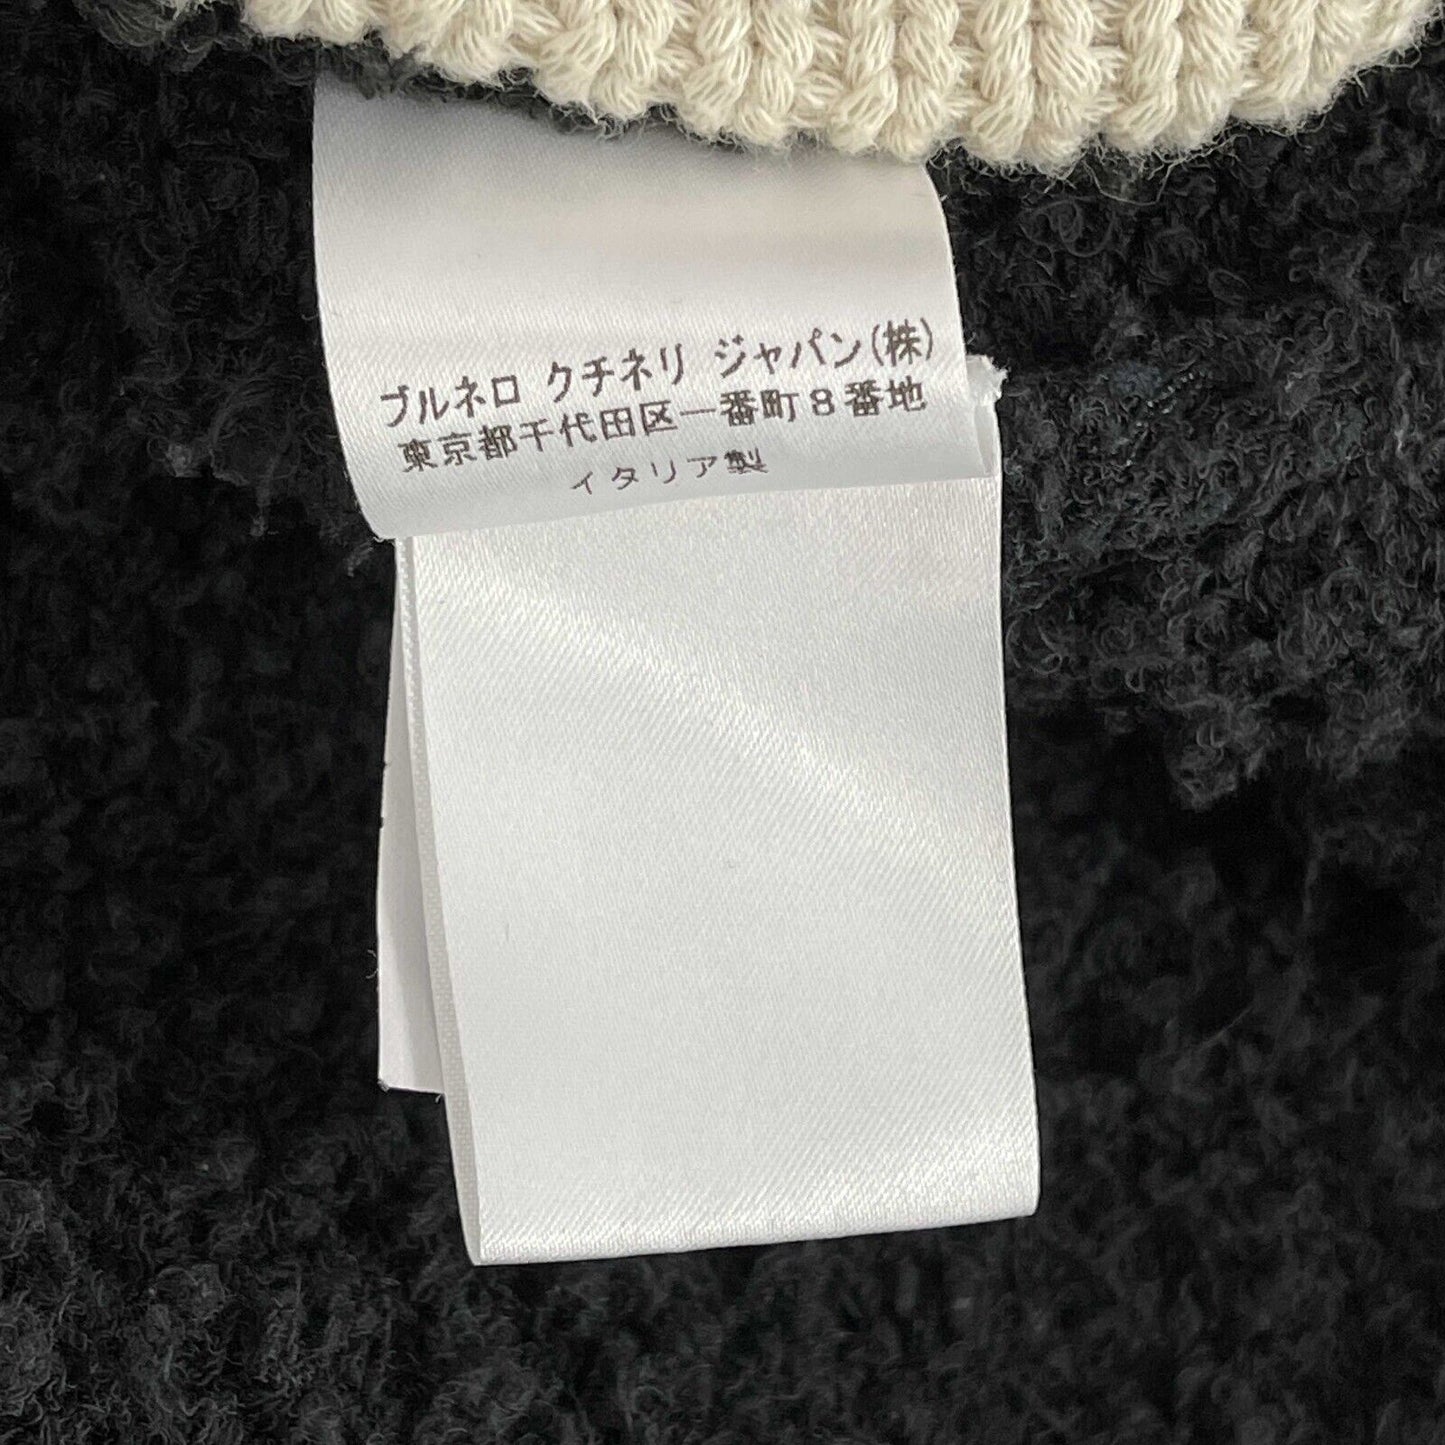 ブルネロ クチネリ ジャパン(株)
東京都千代田区一番町8番地
イタリア製